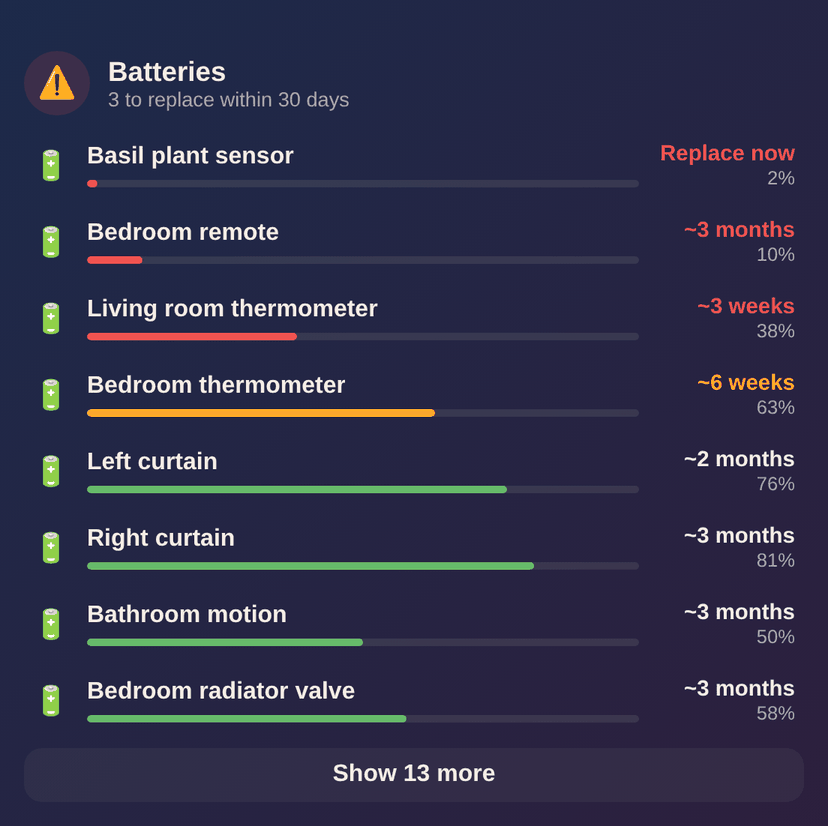 Batteries
3 to replace within 30 days
Basil plant sensor
Replace now
2%
Bedroom remote
~3 months
10%
Living room thermometer
~3 weeks
38%
Bedroom thermometer
~6 weeks
63%
Left curtain
~2 months
76%
Right curtain
~3 months
81%
Bathroom motion
~3 months
50%
Bedroom radiator valve
~3 months
58%
Show 13 more